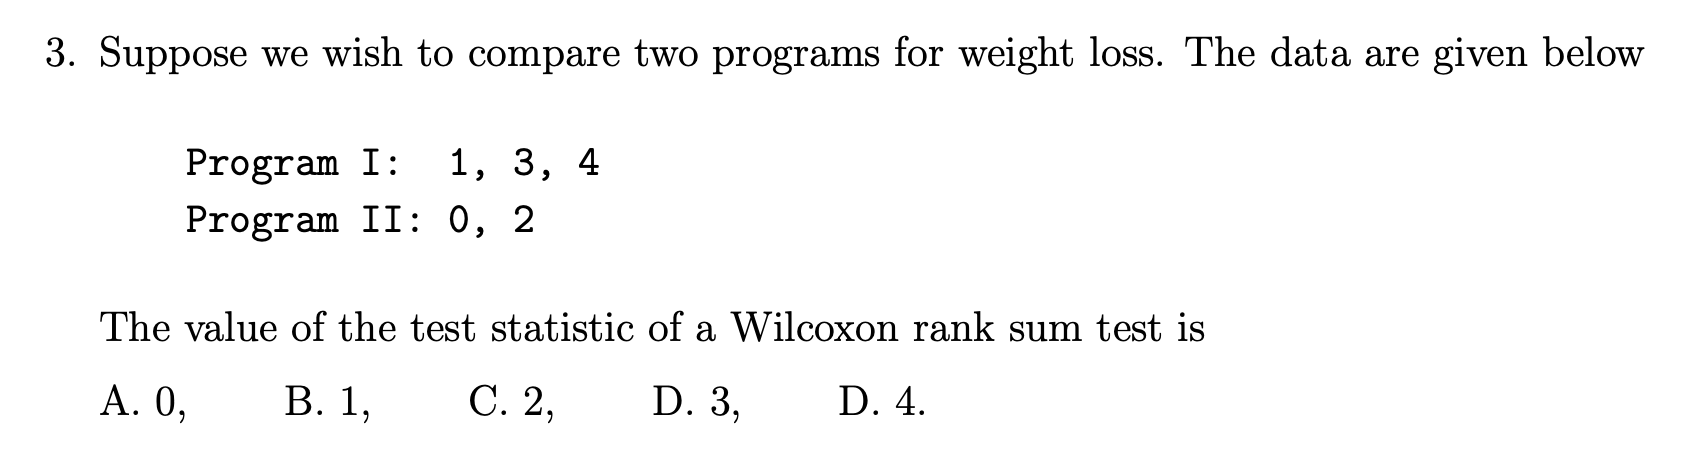 3. Suppose we wish to compare two programs for weight loss. The data are given below
Program I: 1, 3, 4
Program II: 0, 2
The value of the test statistic of a Wilcoxon rank sum test is
A. 0, B. 1, C. 2, D. 3, D. 4.